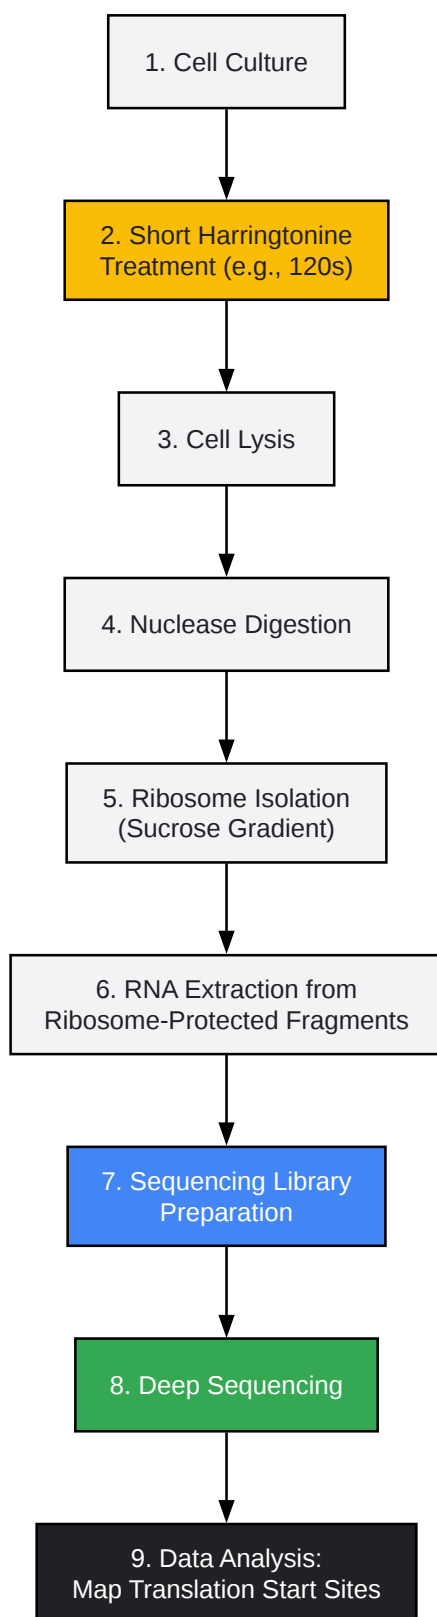 1. Cell Culture
2. Short Harringtonine
Treatment (e.g., 120s)
3. Cell Lysis
4. Nuclease Digestion
5. Ribosome Isolation
(Sucrose Gradient)
6. RNA Extraction from
Ribosome-Protected Fragments
7. Sequencing Library
Preparation
8. Deep Sequencing
9. Data Analysis:
Map Translation Start Sites